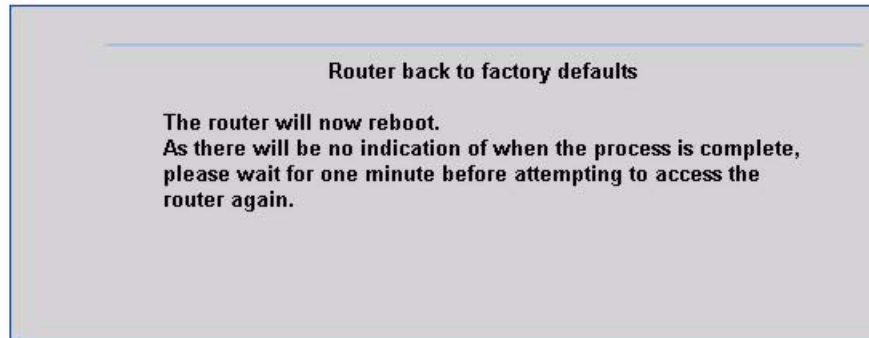 Router back to factory defaults
The router will now reboot.
As there will be no indication of when the process is complete,
please wait for one minute before attempting to access the
router again.